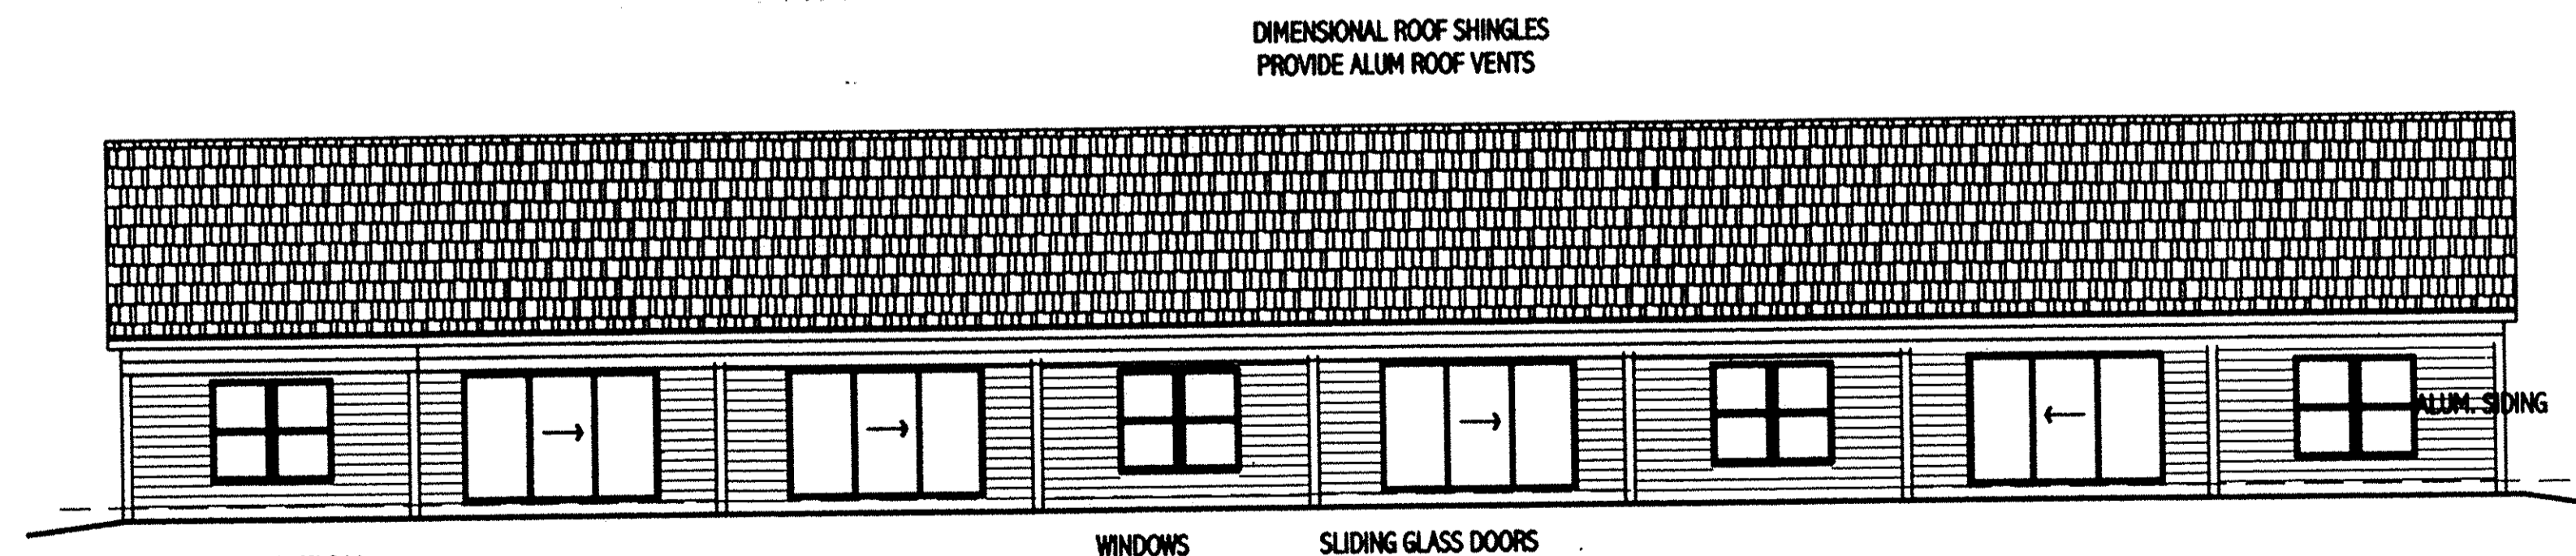 DIMENSIONAL ROOF SHINGLES
PROVIDE ALUM ROOF VENTS
ALUM. SIDING
WINDOWS
SLIDING GLASS DOORS